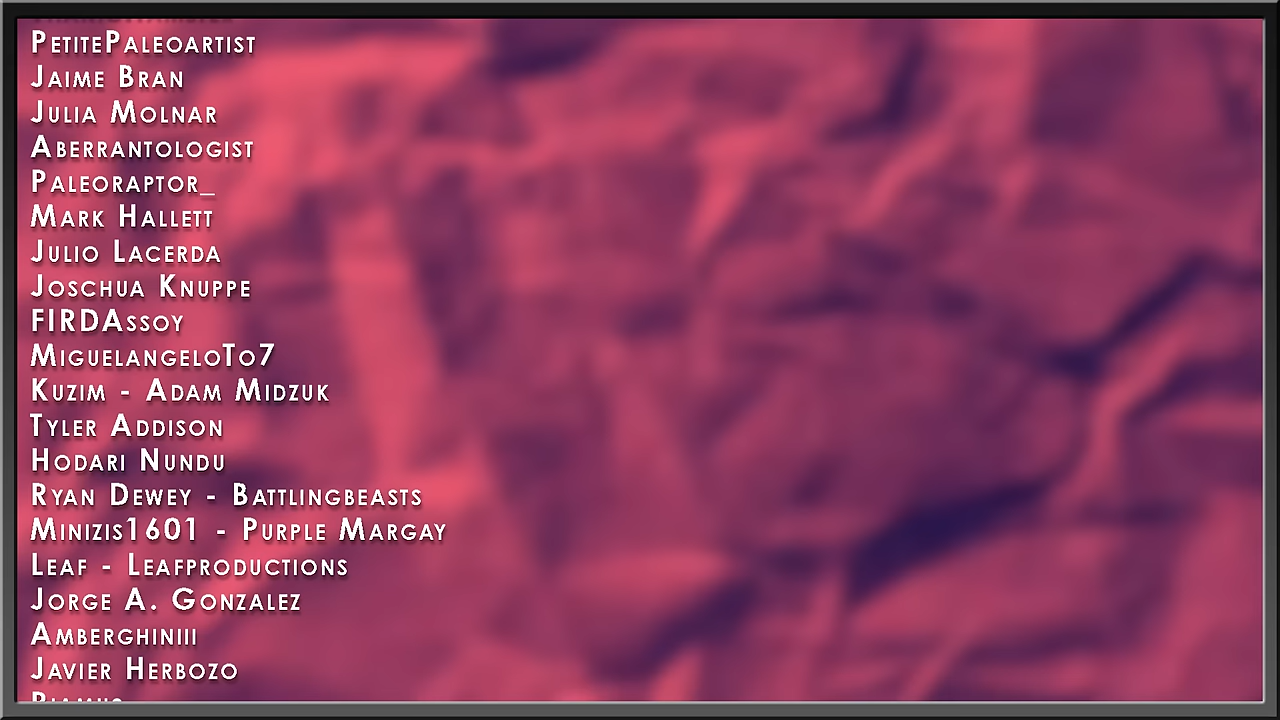 PetitePaleoartist
Jaime Bran
Julia Molnar
Aberrantologist
Paleoraptor_
Mark Hallett
Julio Lacerda
Joschua Knuppe
FIRDAssoy
MiguelangeloTo7
Kuzim - Adam Midzuk
Tyler Addison
Hodari Nundu
Ryan Dewey - Battlingbeasts
Minizis1601 - Purple Margay
Leaf - Leafproductions
Jorge A. Gonzalez
Amberghiniii
Javier Herbozo